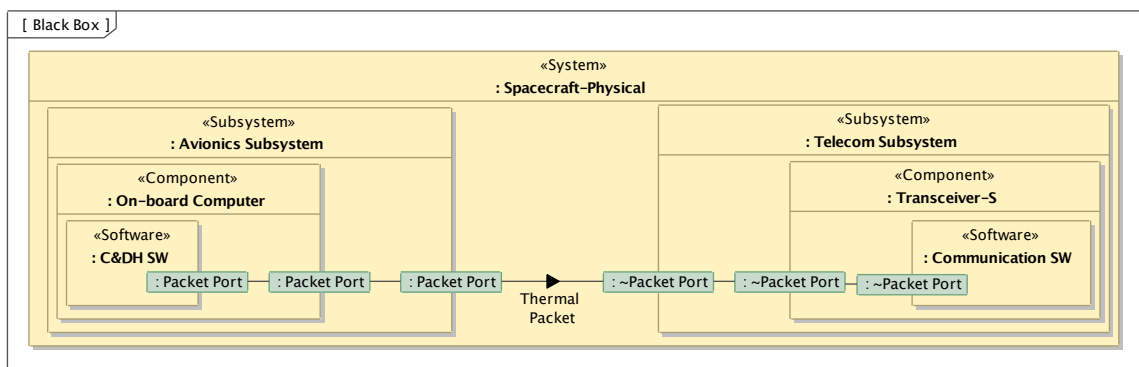 [ Black Box ]
«System»
: Spacecraft-Physical
«Subsystem»
: Avionics Subsystem
«Component»
: On-board Computer
«Software»
: C&DH SW
: Packet Port
: Packet Port
: Packet Port
Thermal
Packet
«Subsystem»
: Telecom Subsystem
«Component»
: Transceiver-S
«Software»
: Communication SW
: ~Packet Port
: ~Packet Port
: ~Packet Port